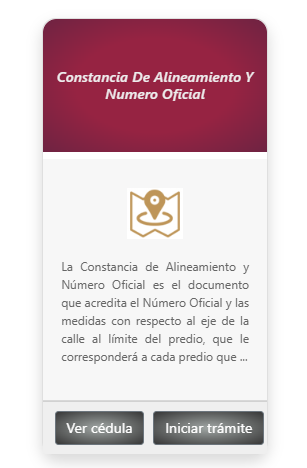 Constancia De Alineamiento Y
Numero Oficial
La Constancia de Alineamiento y
Número Oficial es el documento
que acredita el Número Oficial y las
medidas con respecto al eje de la
calle al límite del predio, que le
corresponderá a cada predio que ...
Ver cédula
Iniciar trámite